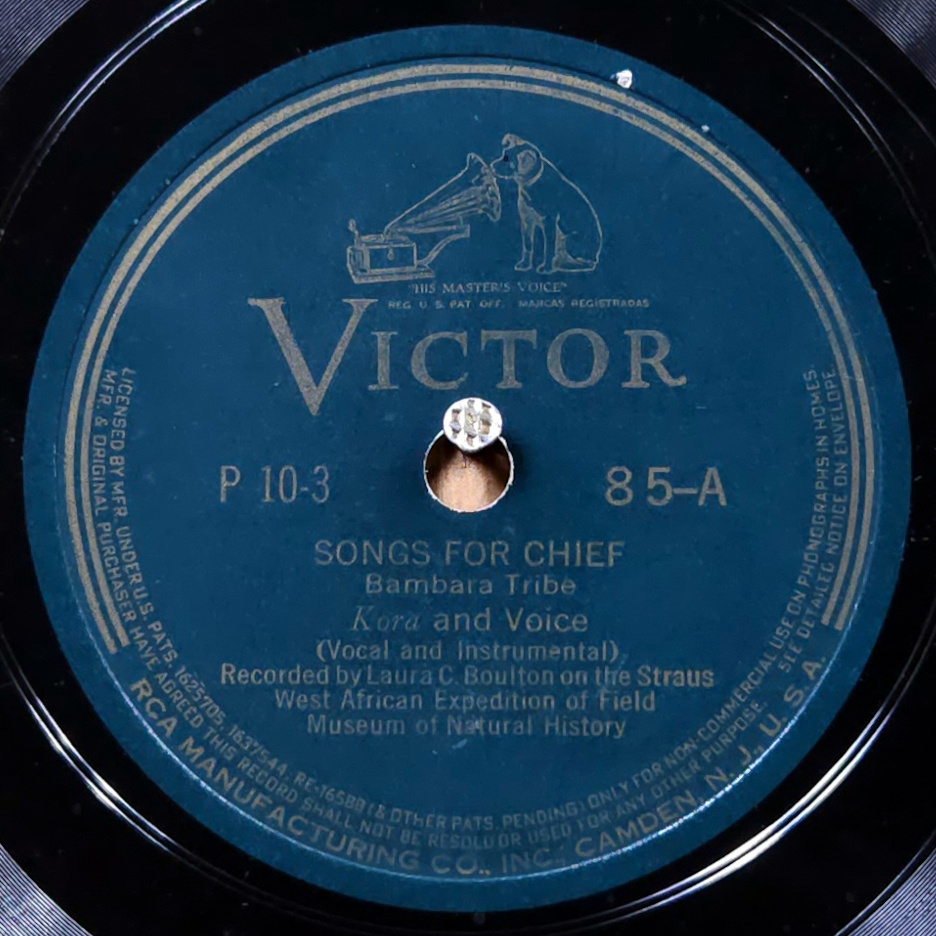 "HIS MASTER'S VOICE"
REG. U. S. PAT. OFF. MARCAS REGISTRADAS
VICTOR
P 10-3
85-A
SONGS FOR CHIEF
Bambara Tribe
Kora and Voice
(Vocal and Instrumental)
Recorded by Laura C. Boulton on the Straus
West African Expedition of Field
Museum of Natural History
LICENSED BY MFR. UNDER U.S. PATS. 1625705, 1637544, RE-16588 (& OTHER PATS. PENDING) ONLY FOR NON-COMMERCIAL USE ON PHONOGRAPHS IN HOMES.
MFR. & ORIGINAL PURCHASER HAVE AGREED THIS RECORD SHALL NOT BE RESOLD OR USED FOR ANY OTHER PURPOSE. SEE DETAILED NOTICE ON ENVELOPE.
RCA MANUFACTURING CO., INC., CAMDEN, N. J., U. S. A.